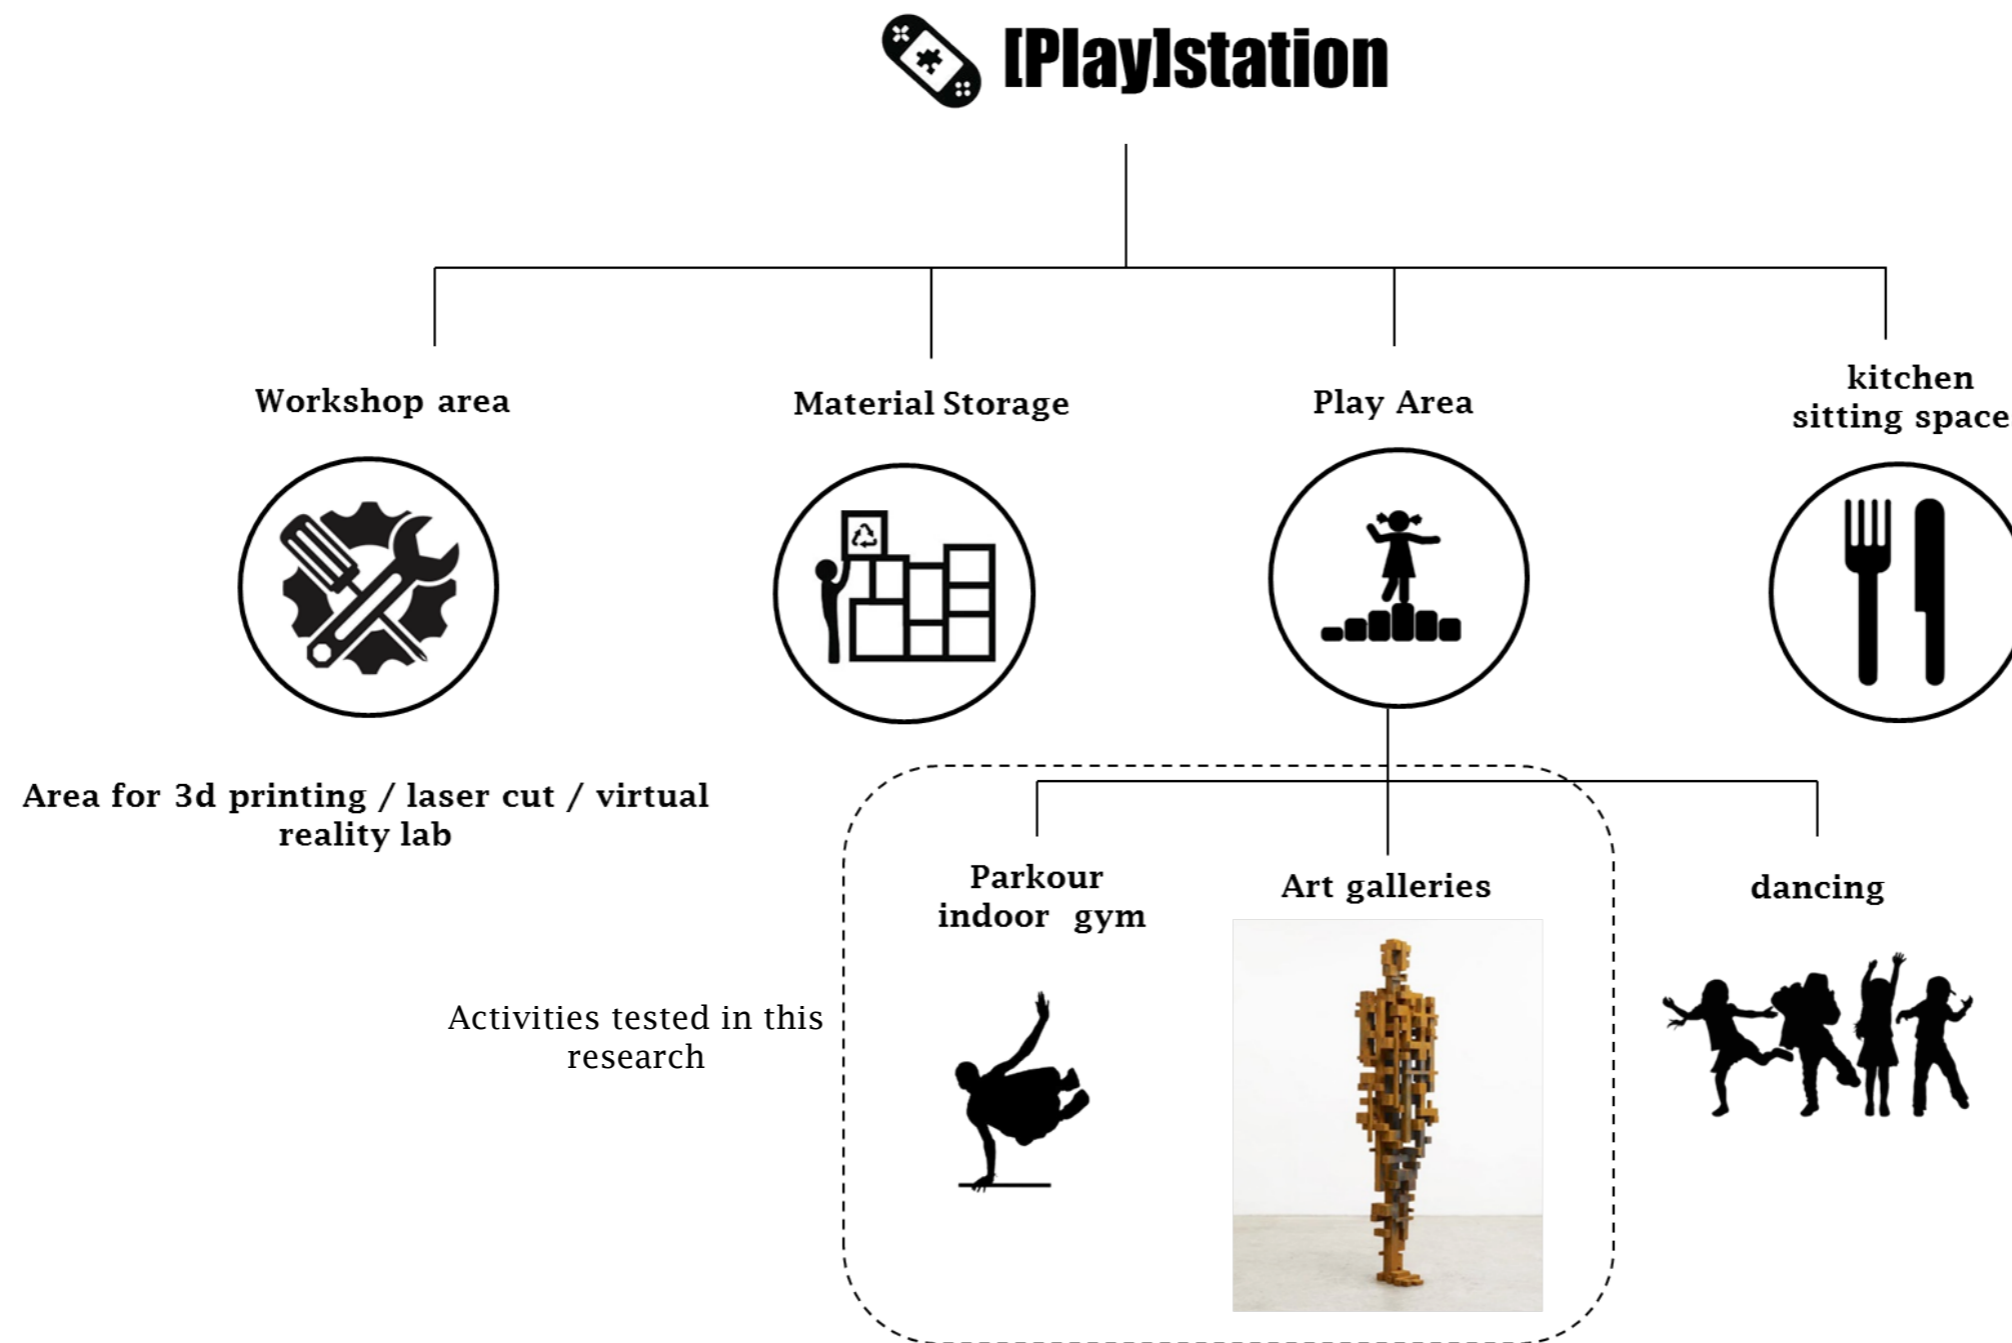 [Play]station
Workshop area
Material Storage
Play Area
kitchen
sitting space
Area for 3d printing / laser cut / virtual
reality lab
Parkour
indoor gym
Art galleries
dancing
Activities tested in this
research